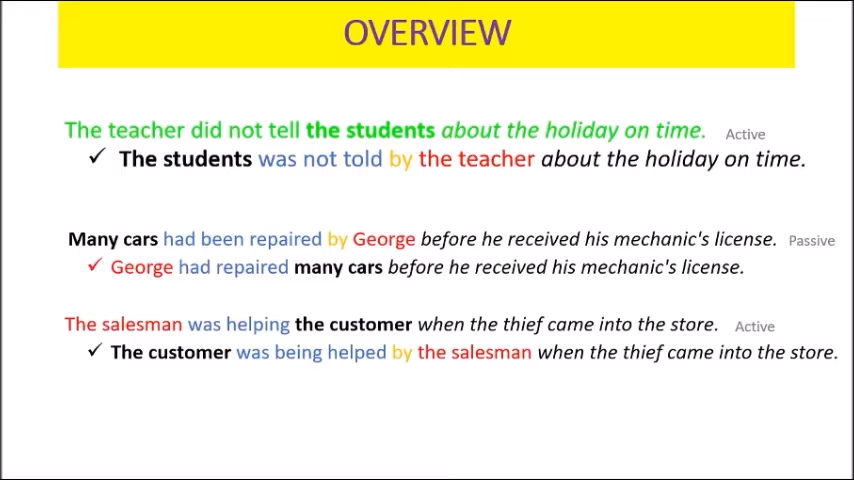 OVERVIEW
The teacher did not tell the students about the holiday on time. Active
✓ The students was not told by the teacher about the holiday on time.
Many cars had been repaired by George before he received his mechanic's license. Passive
✓ George had repaired many cars before he received his mechanic's license.
The salesman was helping the customer when the thief came into the store. Active
✓ The customer was being helped by the salesman when the thief came into the store.